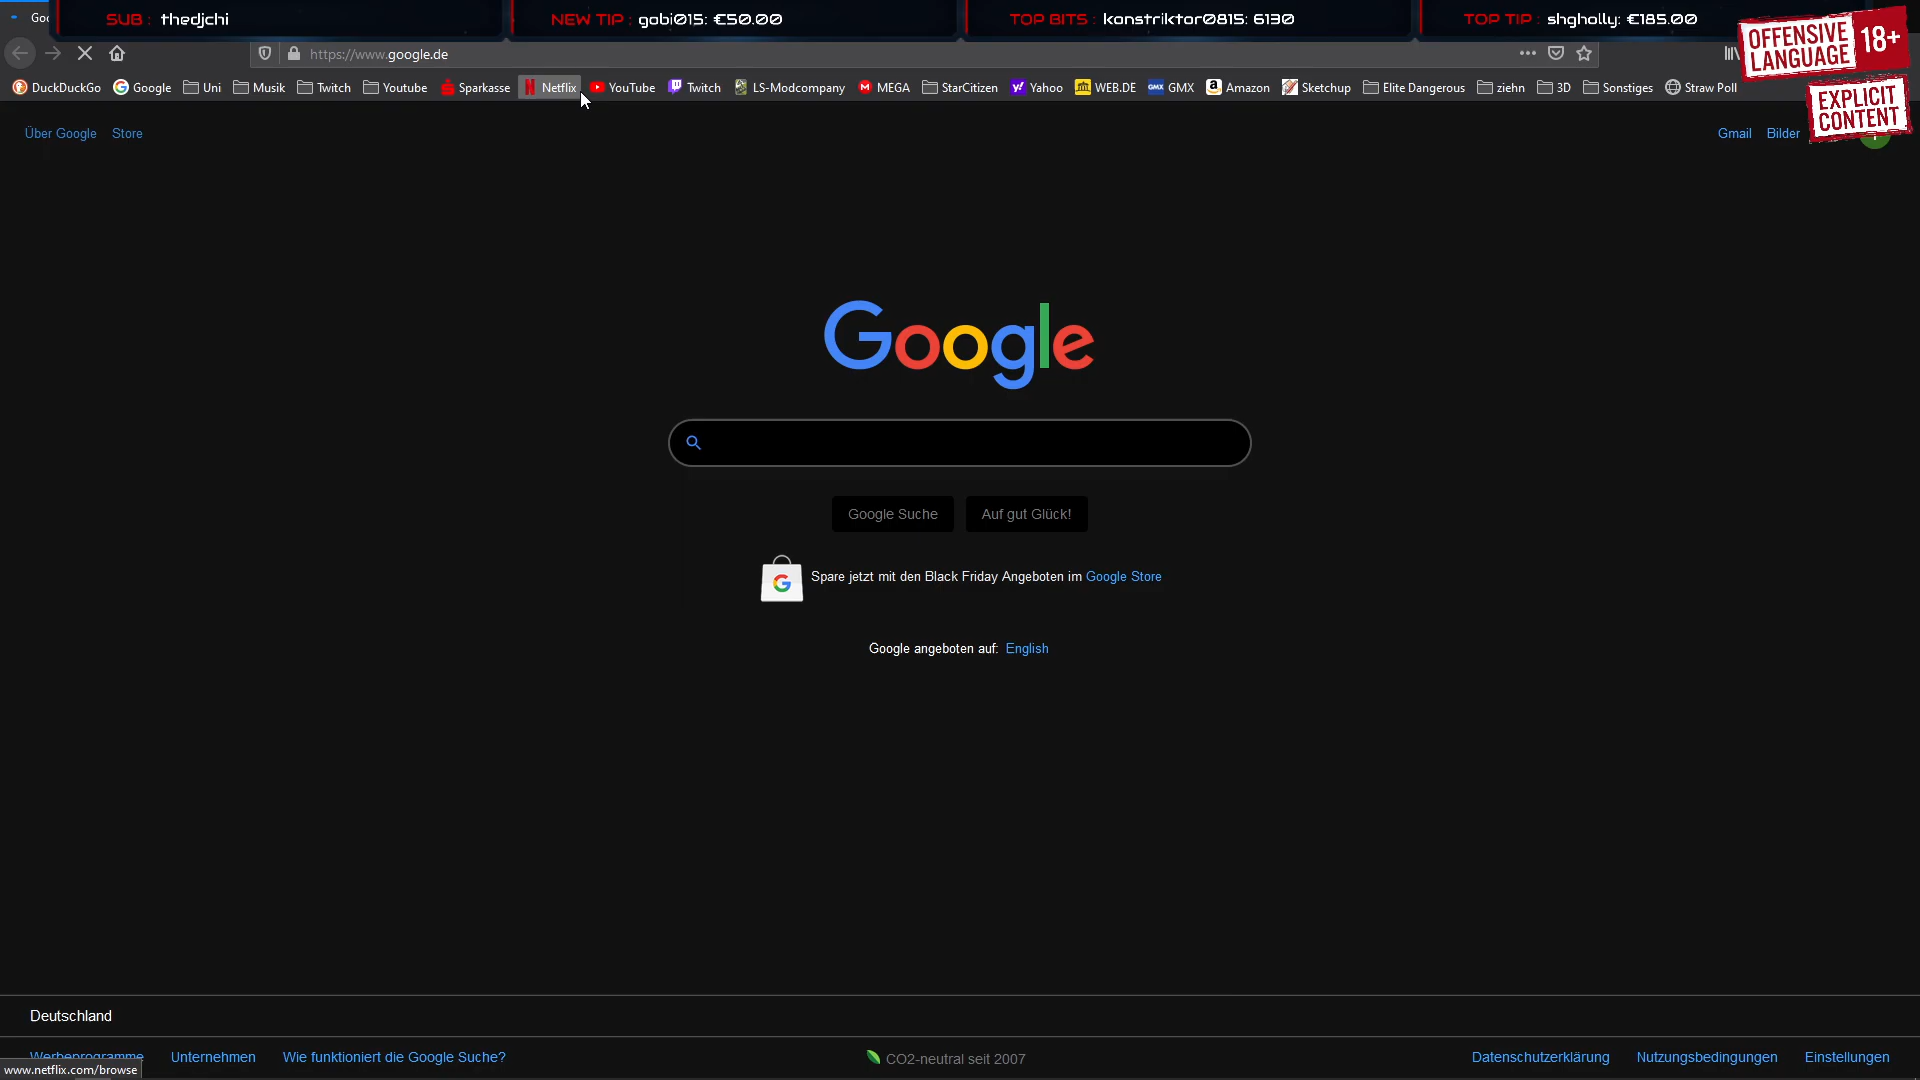 SUB : thedjchi
NEW TIP : gabi015: €50.00
TOP BITS : konstriktor0815: 6130
TOP TIP : shgholly: €185.00
OFFENSIVE
LANGUAGE
18+
EXPLICIT
CONTENT
https://www.google.de
DuckDuckGo Google Uni Musik Twitch Youtube Sparkasse Netflix YouTube Twitch LS-Modcompany MEGA StarCitizen Yahoo WEB.DE GMX Amazon Sketchup Elite Dangerous ziehn 3D Sonstiges Straw Poll
Über Google Store
Gmail Bilder
Google
Google Suche Auf gut Glück!
Spare jetzt mit den Black Friday Angeboten im Google Store
Google angeboten auf: English
Deutschland
Werbeprogramme Unternehmen Wie funktioniert die Google Suche?
CO2-neutral seit 2007
Datenschutzerklärung Nutzungsbedingungen Einstellungen
www.netflix.com/browse